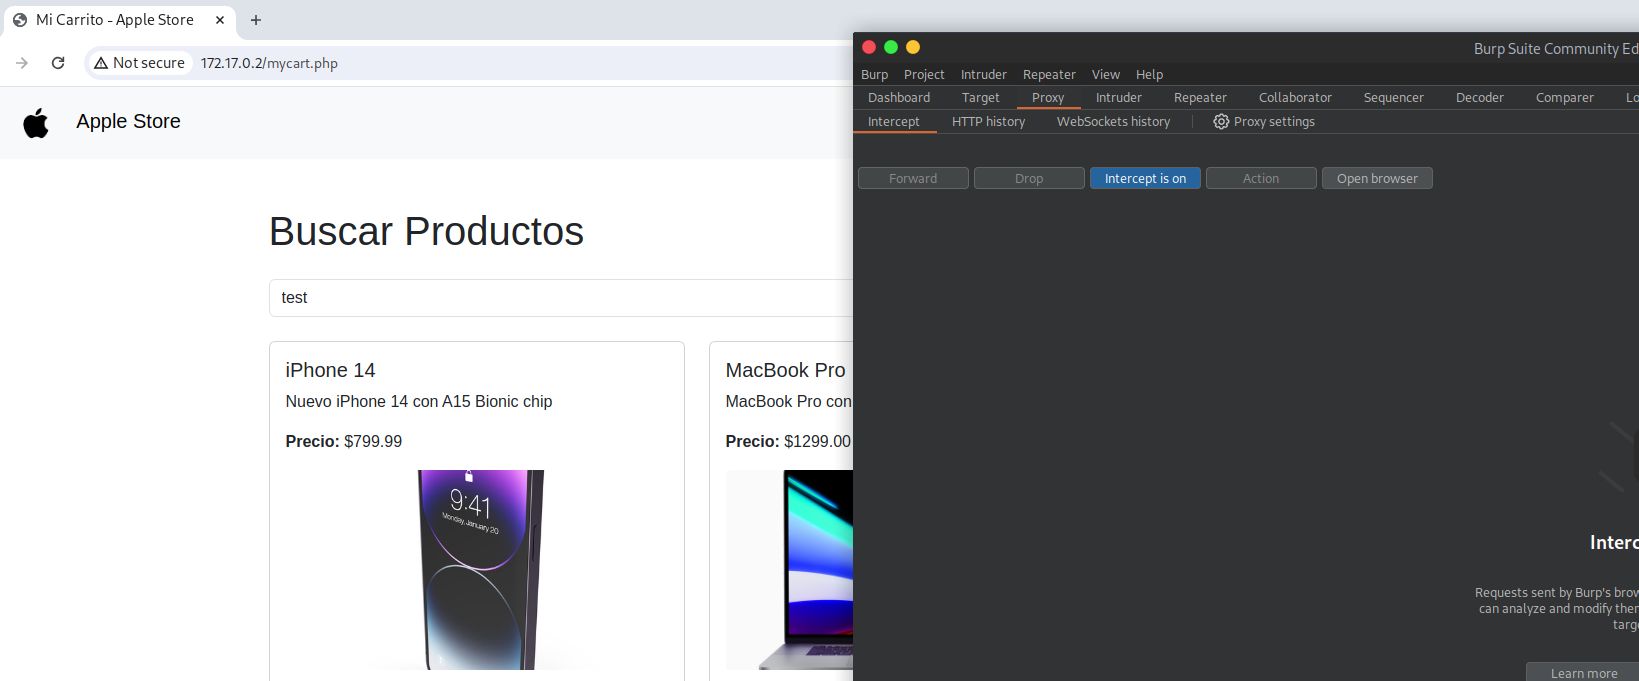 Mi Carrito - Apple Store
Not secure 172.17.0.2/mycart.php
Apple Store
Buscar Productos
test
iPhone 14
Nuevo iPhone 14 con A15 Bionic chip
Precio: $799.99
9:41
Monday, January 20
MacBook Pro
MacBook Pro con
Precio: $1299.00
Burp Suite Community Ed
Burp Project Intruder Repeater View Help
Dashboard Target Proxy Intruder Repeater Collaborator Sequencer Decoder Comparer Lo
Intercept HTTP history WebSockets history Proxy settings
Forward Drop Intercept is on Action Open browser
Interc
Requests sent by Burp's brow
can analyze and modify then
targe
Learn more